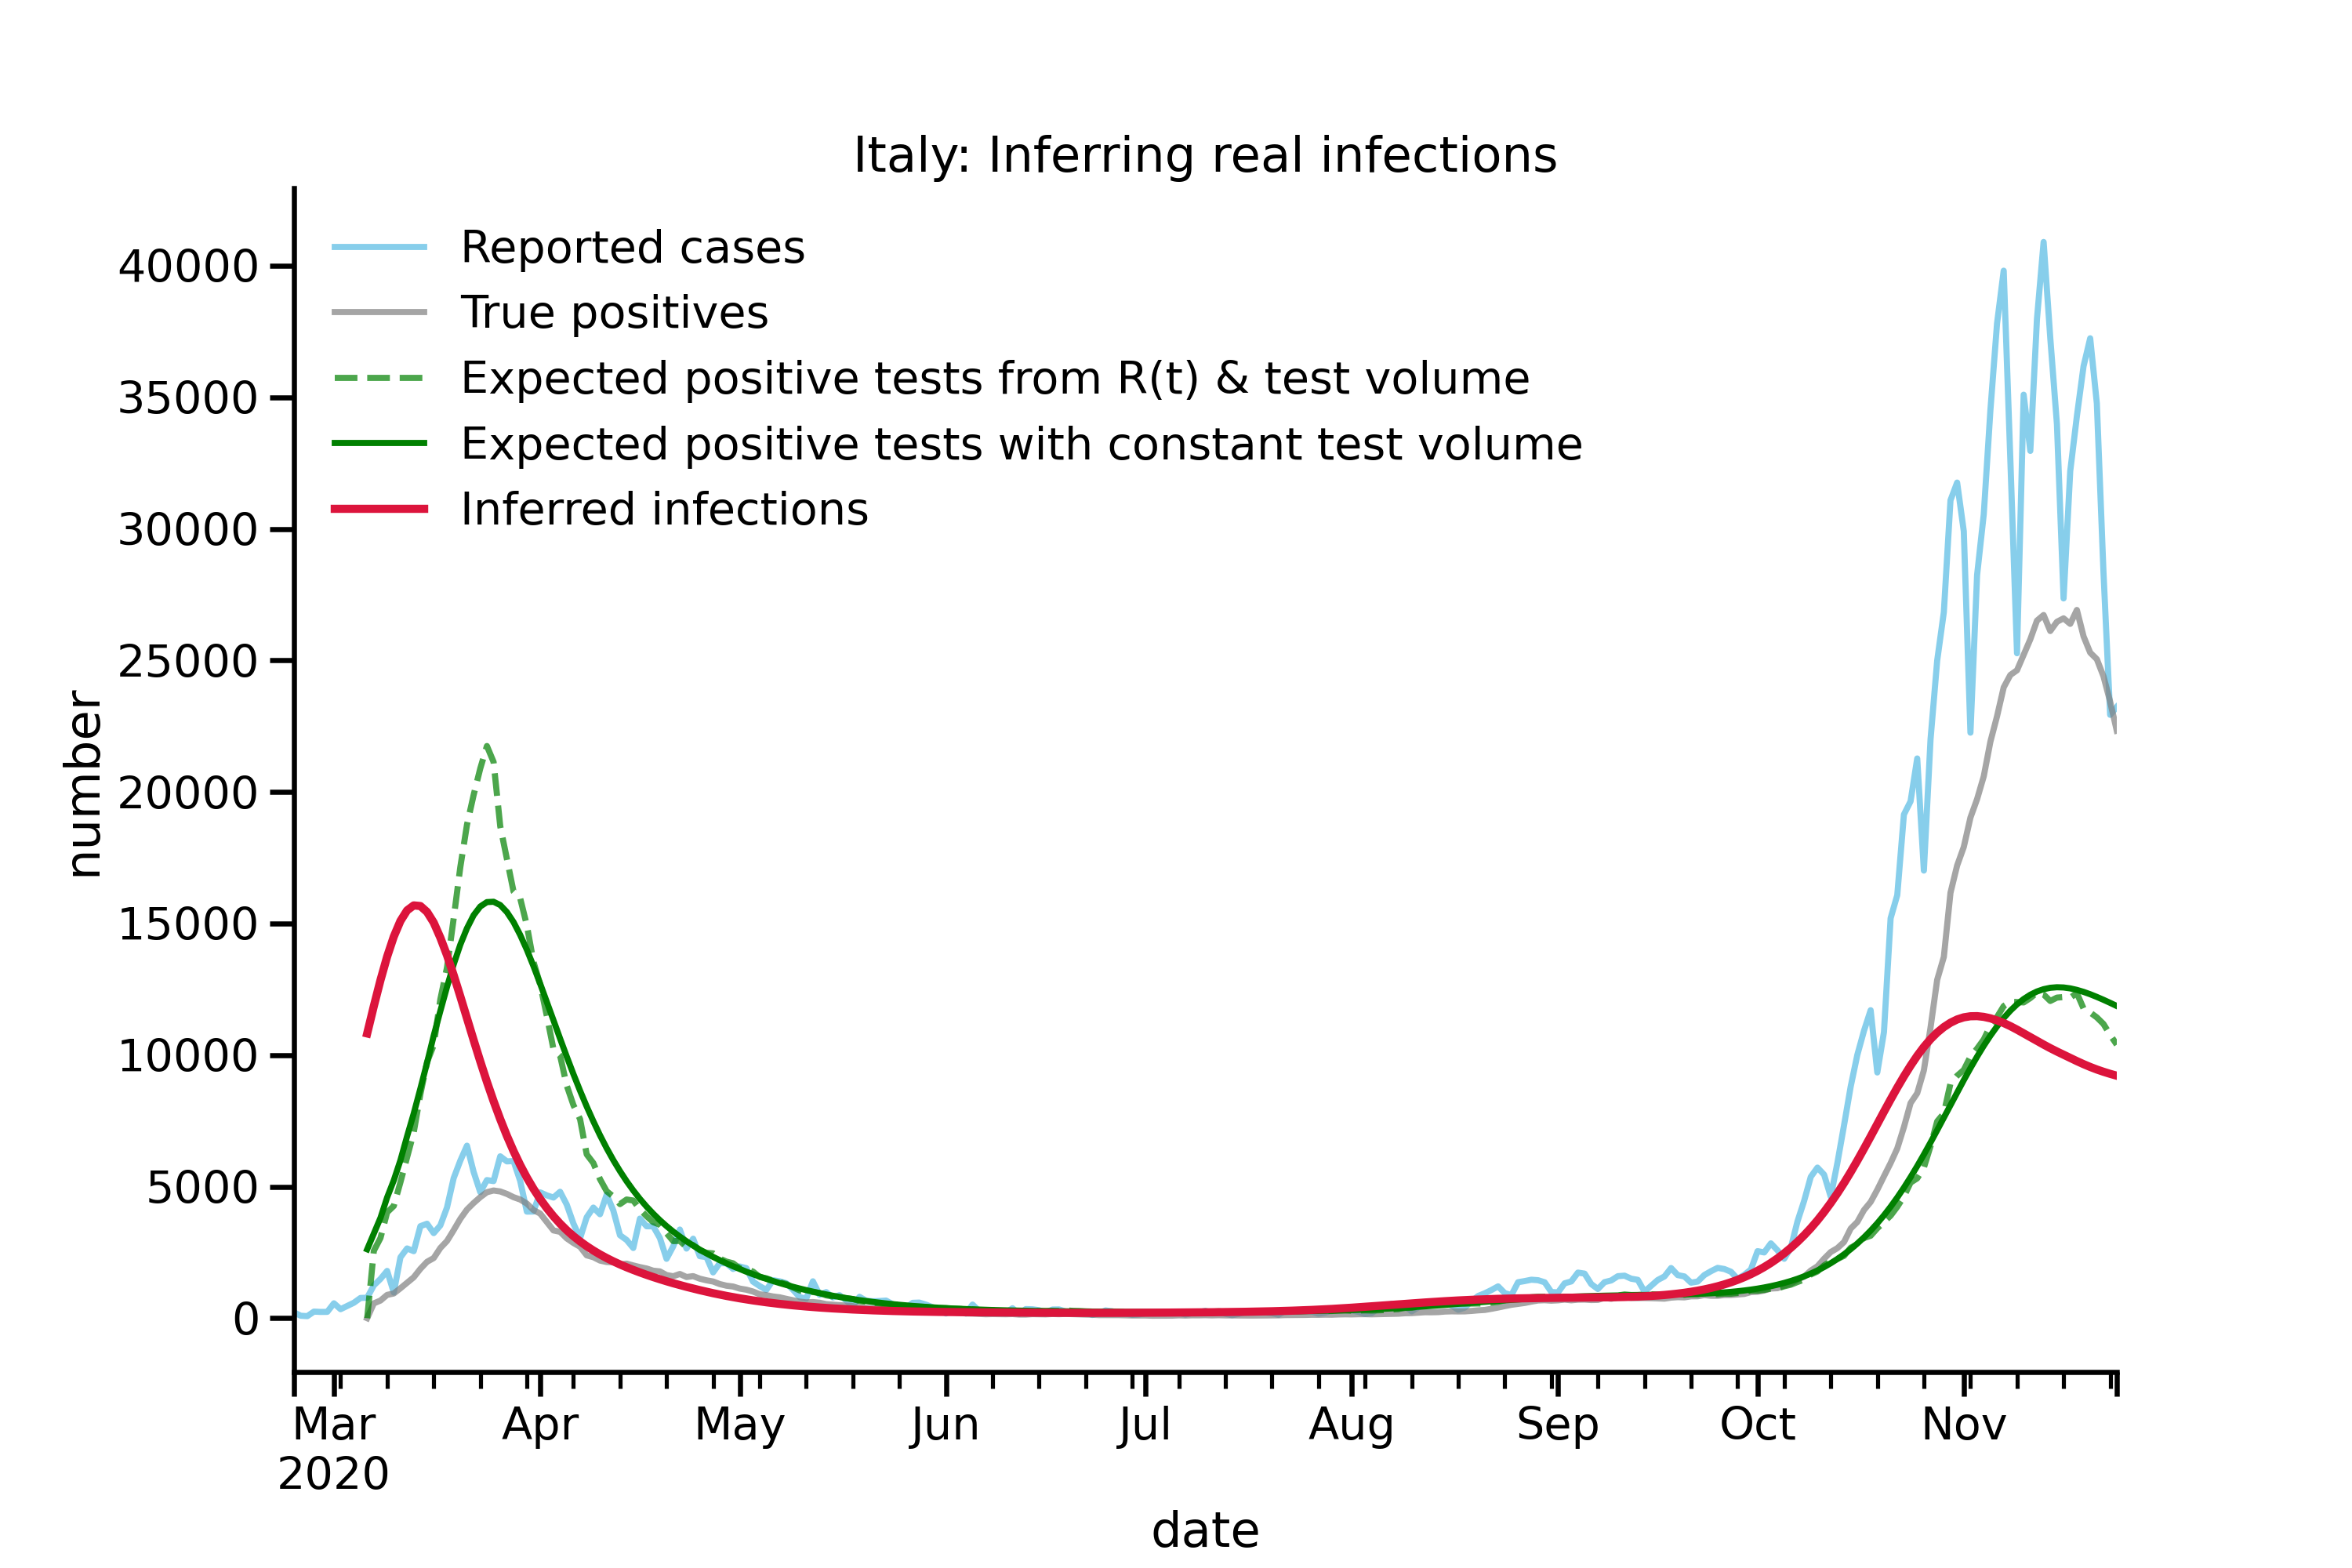 Italy: Inferring real infections
Reported cases
True positives
Expected positive tests from R(t) & test volume
Expected positive tests with constant test volume
Inferred infections
number
40000
35000
30000
25000
20000
15000
10000
5000
0
Mar Apr May Jun Jul Aug Sep Oct Nov
2020
date